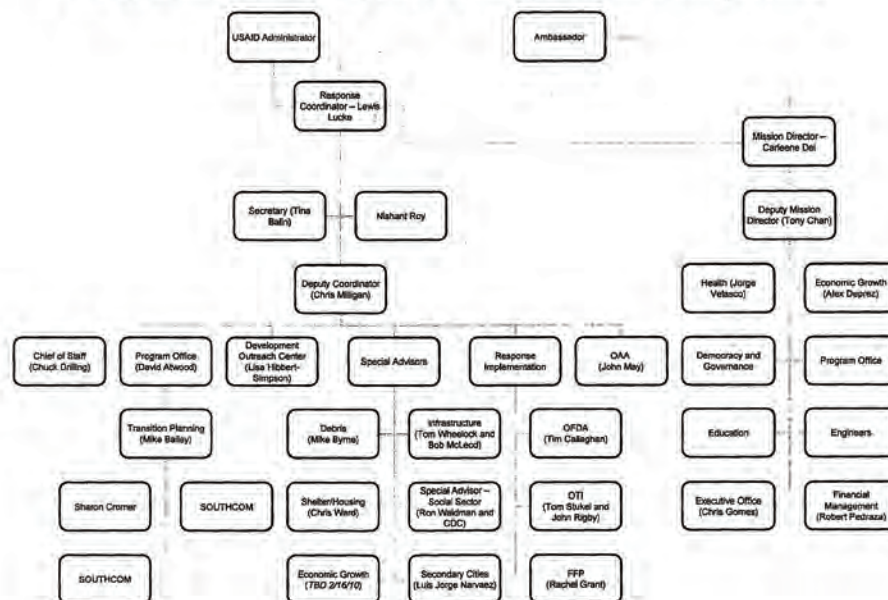 USAID Administrator
Ambassador
Response
Coordinator – Lewis
Lucke
Mission Director –
Carleene Dei
Secretary (Tina
Balin)
Nishant Roy
Deputy Mission
Director (Tony Chan)
Deputy Coordinator
(Chris Milligan)
Health (Jorge
Velasco)
Economic Growth
(Alex Deprez)
Chief of Staff
(Chuck Drilling)
Program Office
(David Atwood)
Development
Outreach Center
(Lisa Hibbert-
Simpson)
Special Advisors
Response
Implementation
OAA
(John May)
Democracy and
Governance
Program Office
Transition Planning
(Mike Bailey)
Debris
(Mike Byrne)
Infrastructure
(Tom Wheelock and
Bob McLeod)
OFDA
(Tim Callaghan)
Education
Engineers
Sharon Cromer
SOUTHCOM
Shelter/Housing
(Chris Ward)
Special Advisor –
Social Sector
(Ron Waldman and
CDC)
OTI
(Tom Stukel and
John Rigby)
Executive Office
(Chris Gomes)
Financial
Management
(Robert Pedraza)
SOUTHCOM
Economic Growth
(TBD 2/16/10)
Secondary Cities
(Luis Jorge Narvaez)
FFP
(Rachel Grant)